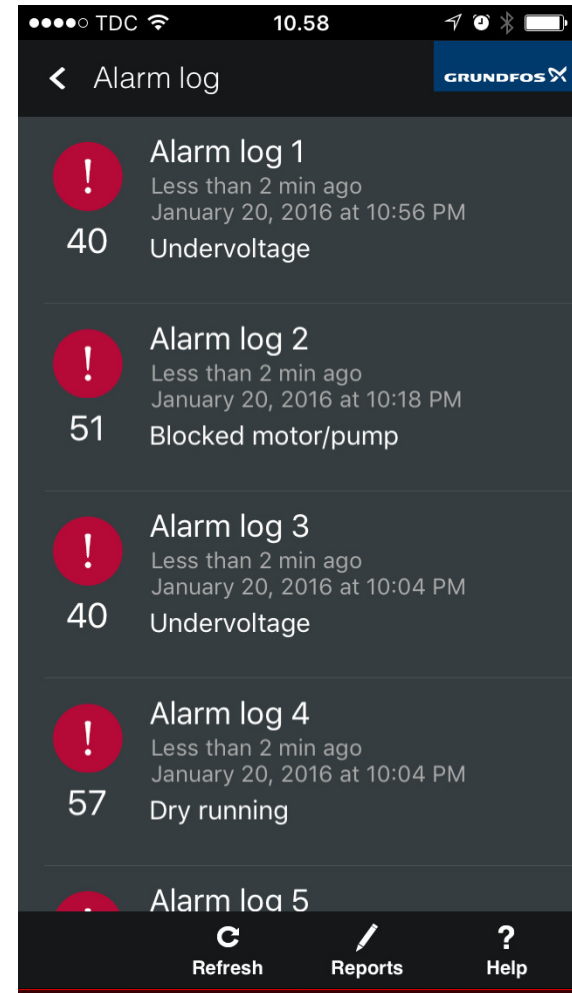 TDC 10.58
Alarm log GRUNDFOS
! Alarm log 1
Less than 2 min ago
January 20, 2016 at 10:56 PM
40 Undervoltage
! Alarm log 2
Less than 2 min ago
January 20, 2016 at 10:18 PM
51 Blocked motor/pump
! Alarm log 3
Less than 2 min ago
January 20, 2016 at 10:04 PM
40 Undervoltage
! Alarm log 4
Less than 2 min ago
January 20, 2016 at 10:04 PM
57 Dry running
Alarm log 5
Refresh Reports ? Help